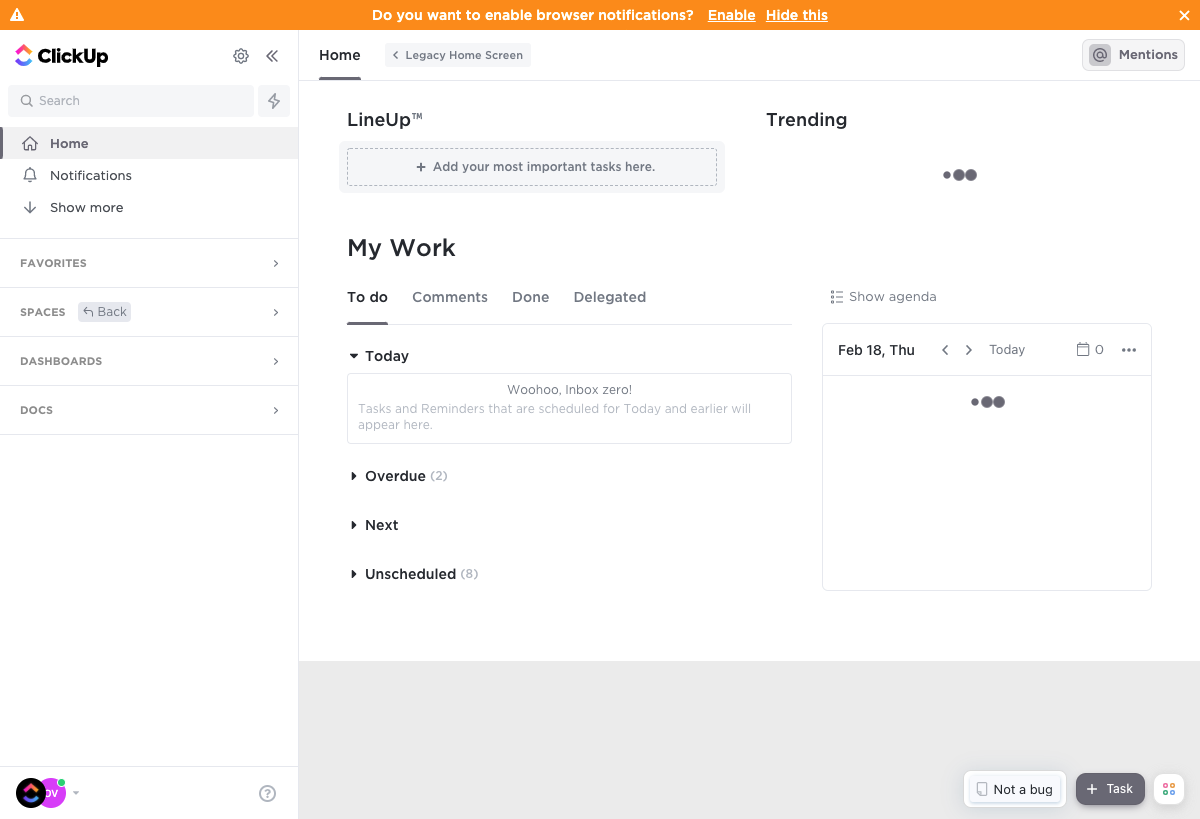 Do you want to enable browser notifications? Enable Hide this
ClickUp
Search
Home
Notifications
Show more
FAVORITES
SPACES Back
DASHBOARDS
DOCS
DV
Home Legacy Home Screen
@ Mentions
LineUp™
+ Add your most important tasks here.
Trending
My Work
To do Comments Done Delegated
Today
Woohoo, Inbox zero!
Tasks and Reminders that are scheduled for Today and earlier will
appear here.
Overdue (2)
Next
Unscheduled (8)
Show agenda
Feb 18, Thu Today 0
Not a bug
+ Task